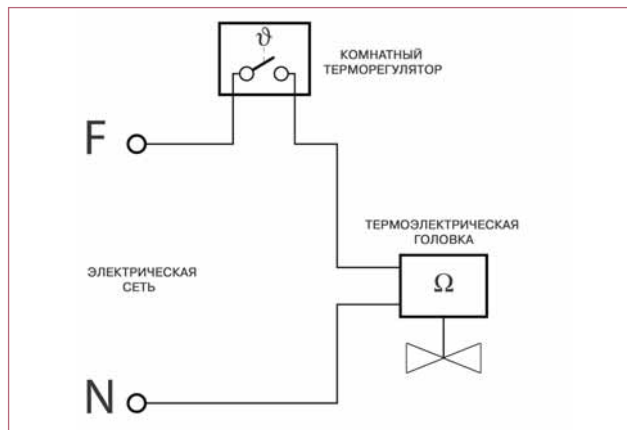 ϑ
КОМНАТНЫЙ
ТЕРМОРЕГУЛЯТОР
F
ТЕРМОЭЛЕКТРИЧЕСКАЯ
ГОЛОВКА
ЭЛЕКТРИЧЕСКАЯ
СЕТЬ
Ω
N